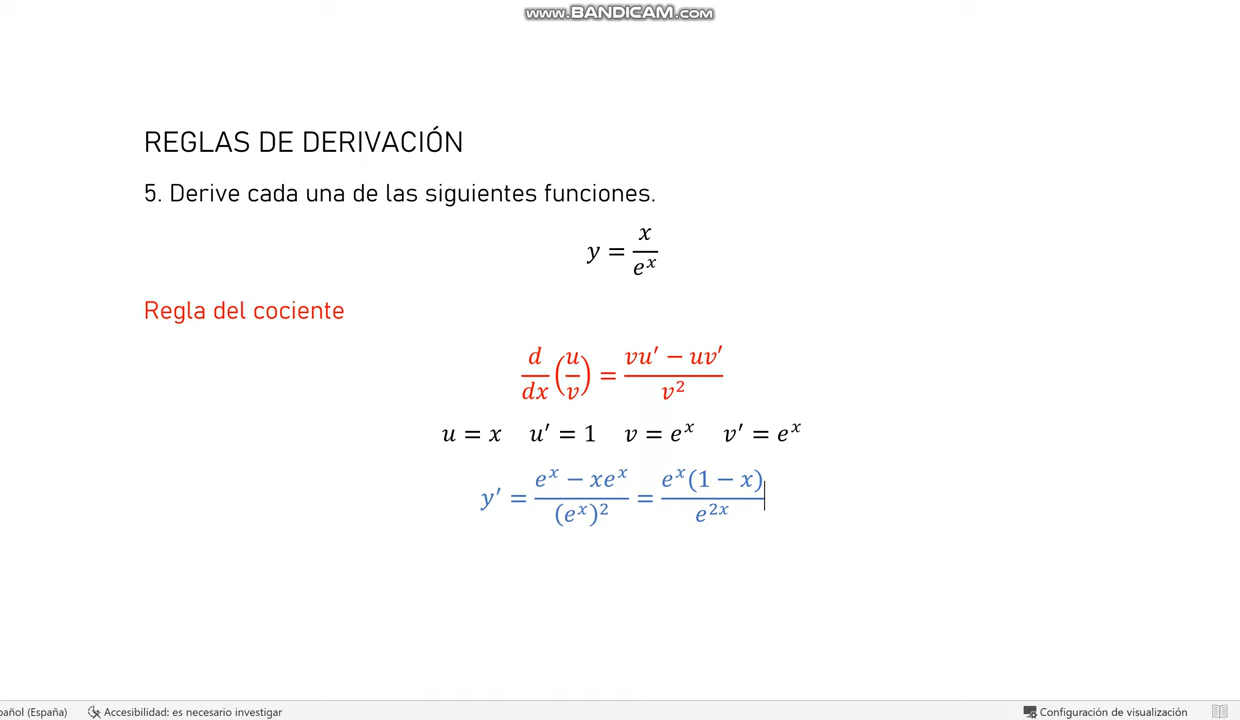 www.BANDICAM.com
REGLAS DE DERIVACIÓN
5. Derive cada una de las siguientes funciones.
y = x/e^x
Regla del cociente
d/dx (u/v) = (vu′ − uv′)/v²
u = x u′ = 1 v = e^x v′ = e^x
y′ = (e^x − xe^x)/(e^x)² = e^x(1 − x)/e^2x
pañol (España) Accesibilidad: es necesario investigar Configuración de visualización